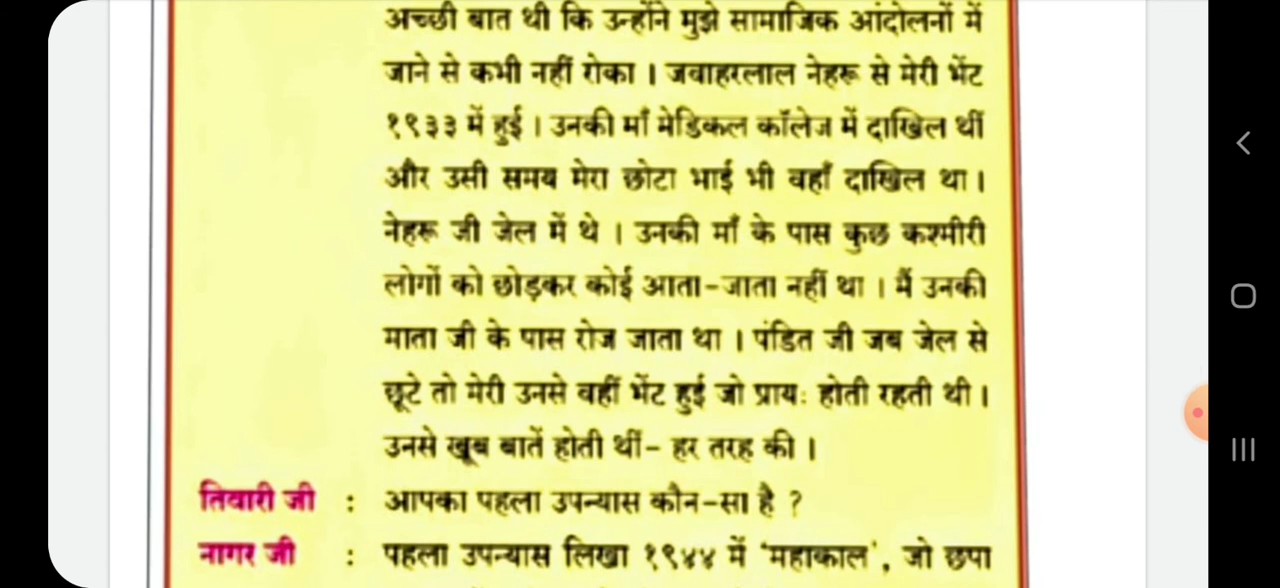 अच्छी बात थी कि उन्होंने मुझे सामाजिक आंदोलनों में
जाने से कभी नहीं रोका । जवाहरलाल नेहरू से मेरी भेंट
१९३३ में हुई । उनकी माँ मेडिकल कॉलेज में दाखिल थीं
और उसी समय मेरा छोटा भाई भी वहाँ दाखिल था ।
नेहरू जी जेल में थे । उनकी माँ के पास कुछ कश्मीरी
लोगों को छोड़कर कोई आता-जाता नहीं था । मैं उनकी
माता जी के पास रोज जाता था । पंडित जी जब जेल से
छूटे तो मेरी उनसे वहीं भेंट हुई जो प्रायः होती रहती थी ।
उनसे खूब बातें होती थीं- हर तरह की ।
तिवारी जी : आपका पहला उपन्यास कौन-सा है ?
नागर जी : पहला उपन्यास लिखा १९४४ में 'महाकाल', जो छपा